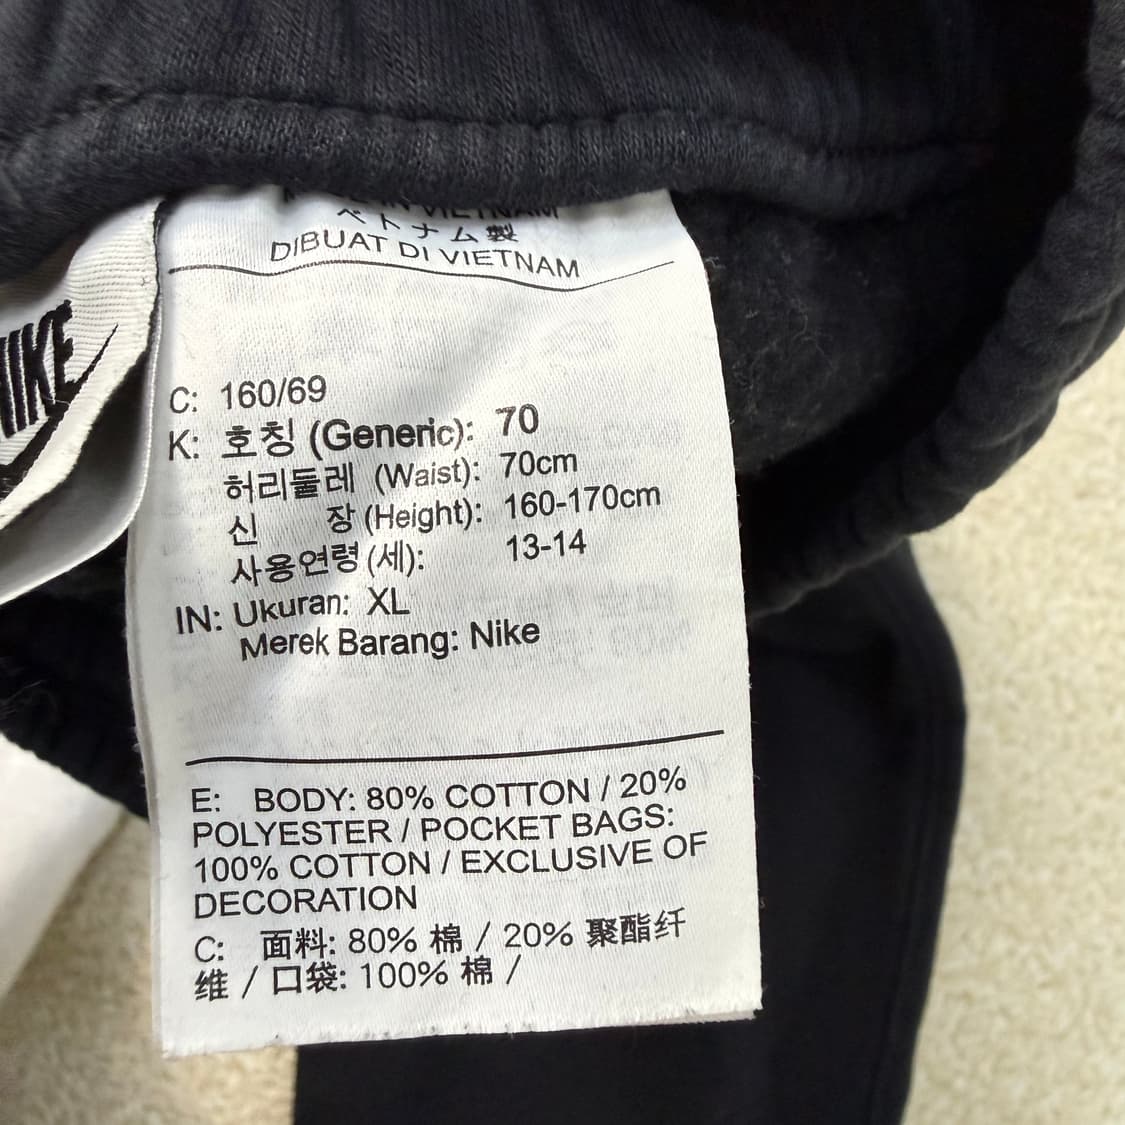 IN VIETNAM
ベトナム製
DIBUAT DI VIETNAM
NIKE
C: 160/69
K: 호칭 (Generic): 70
허리둘레 (Waist): 70cm
신 장 (Height): 160-170cm
사용연령 (세): 13-14
IN: Ukuran: XL
Merek Barang: Nike
E: BODY: 80% COTTON / 20%
POLYESTER / POCKET BAGS:
100% COTTON / EXCLUSIVE OF
DECORATION
C: 面料: 80% 棉 / 20% 聚酯纤
维 / 口袋: 100% 棉 /